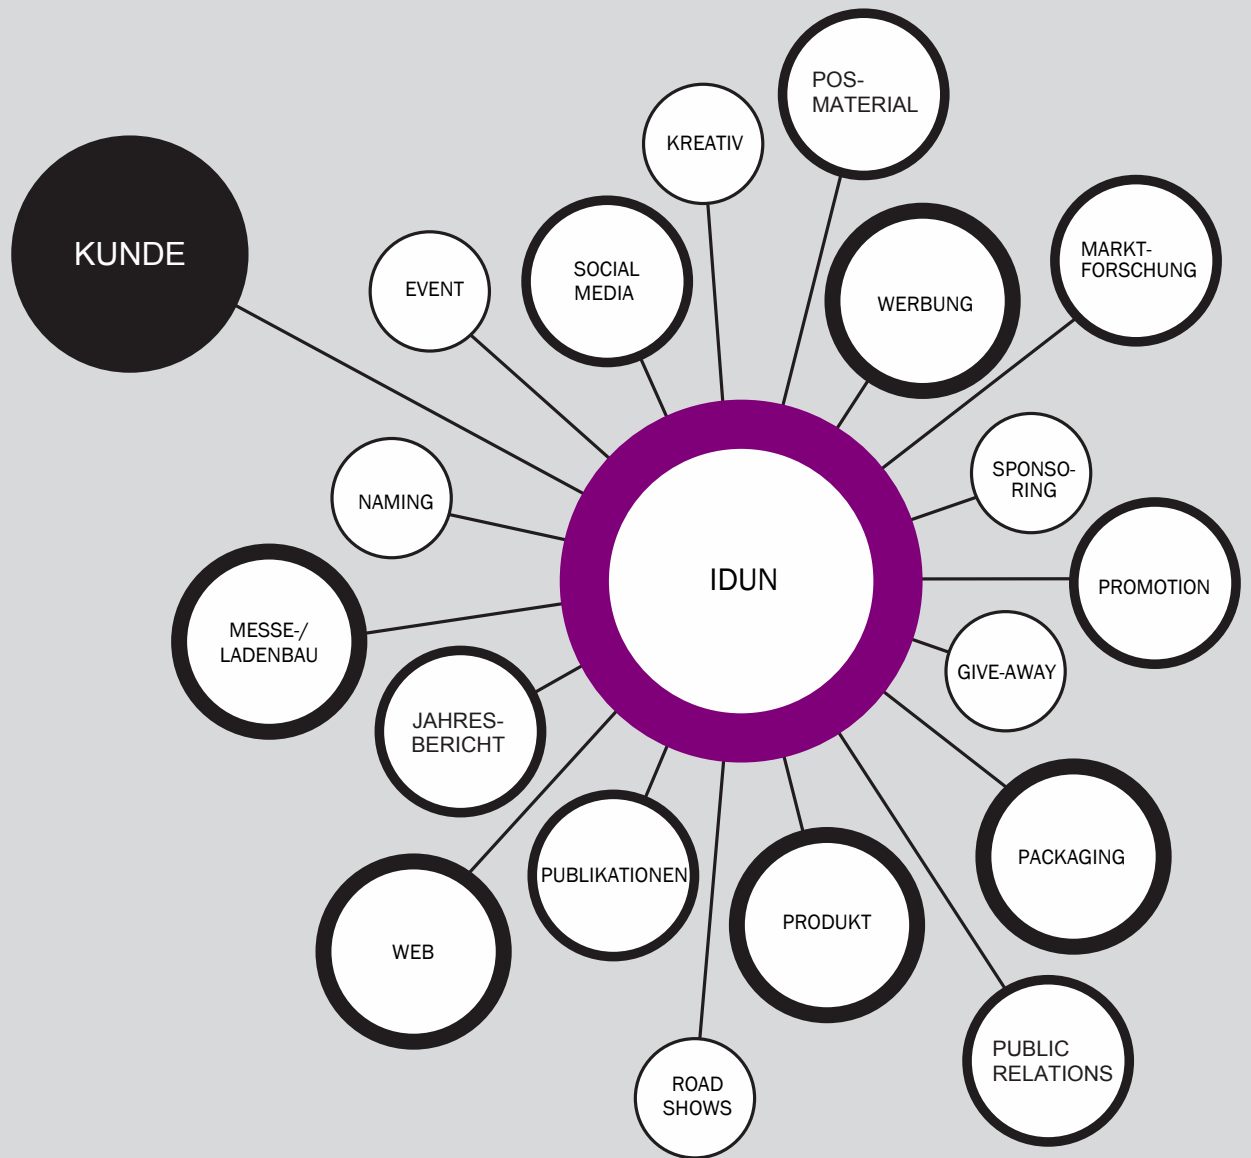 POS-
MATERIAL
KREATIV
KUNDE
SOCIAL
MEDIA
EVENT
WERBUNG
MARKT-
FORSCHUNG
SPONSO-
RING
NAMING
IDUN
PROMOTION
MESSE-/
LADENBAU
GIVE-AWAY
JAHRES-
BERICHT
PUBLIKATIONEN
PACKAGING
PRODUKT
WEB
PUBLIC
RELATIONS
ROAD
SHOWS